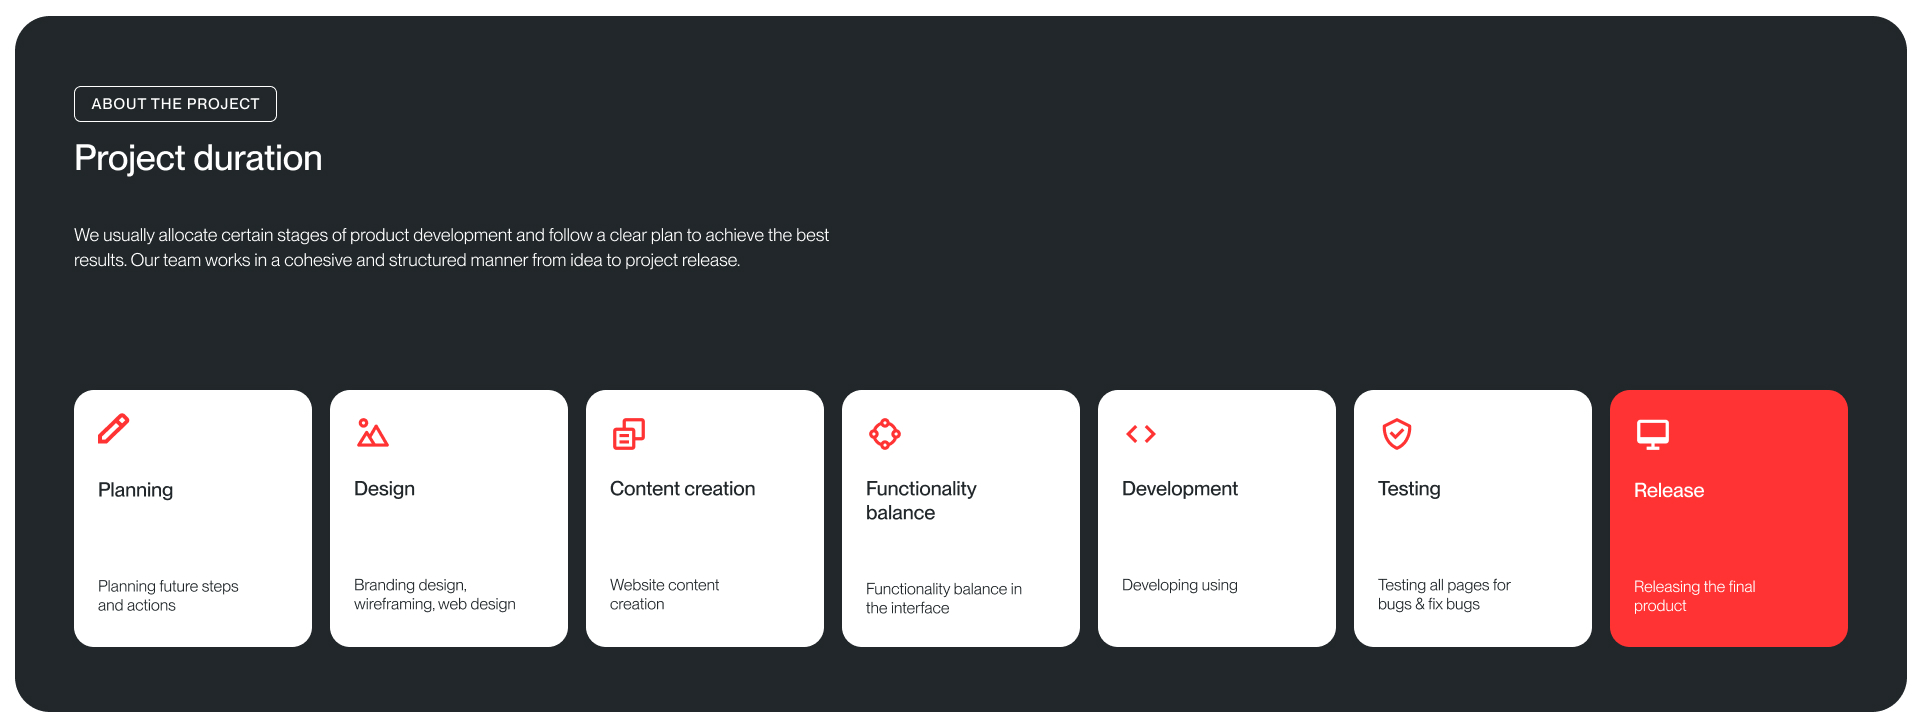 ABOUT THE PROJECT
Project duration
We usually allocate certain stages of product development and follow a clear plan to achieve the best
results. Our team works in a cohesive and structured manner from idea to project release.
Planning
Planning future steps
and actions
Design
Branding design,
wireframing, web design
Content creation
Website content
creation
Functionality
balance
Functionality balance in
the interface
Development
Developing using
Testing
Testing all pages for
bugs & fix bugs
Release
Releasing the final
product